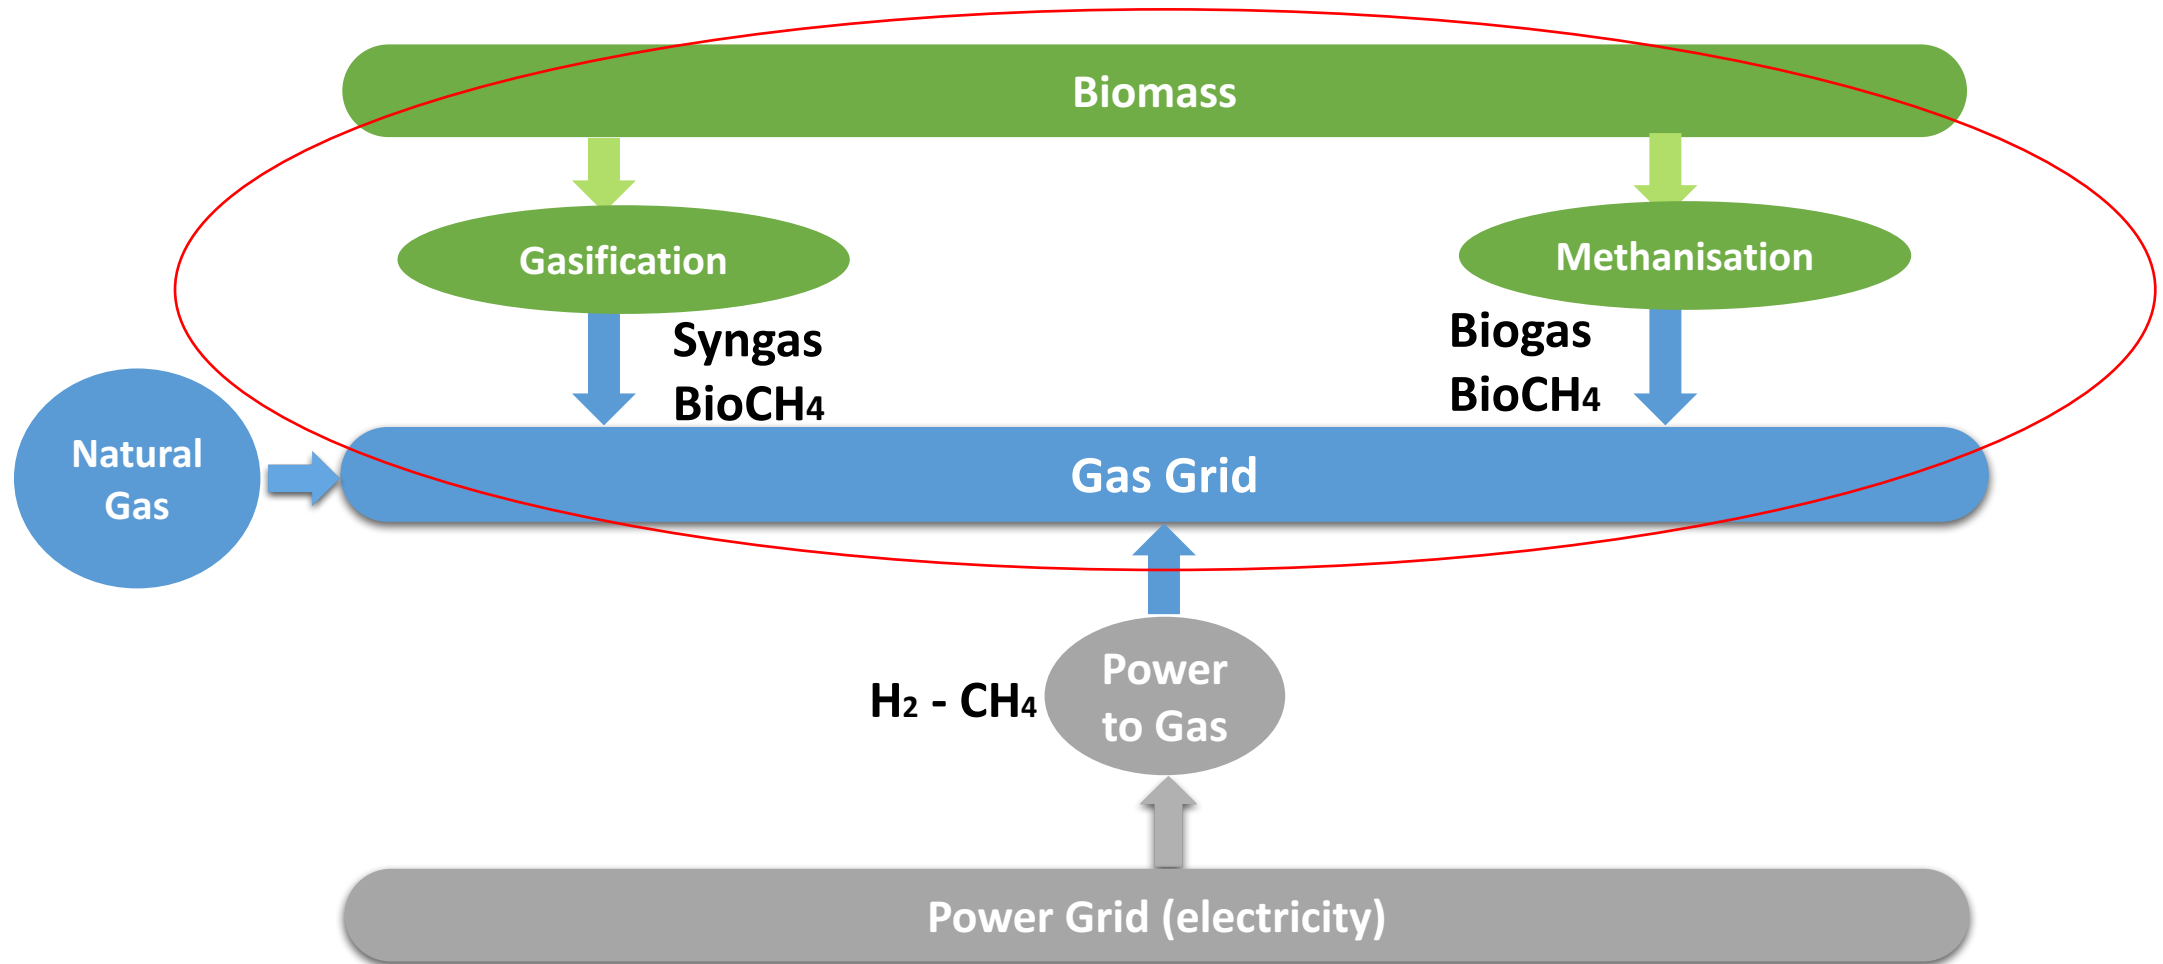 Biomass
Gasification
Methanisation
Syngas
BioCH4
Biogas
BioCH4
Natural
Gas
Gas Grid
H2 - CH4
Power
to Gas
Power Grid (electricity)